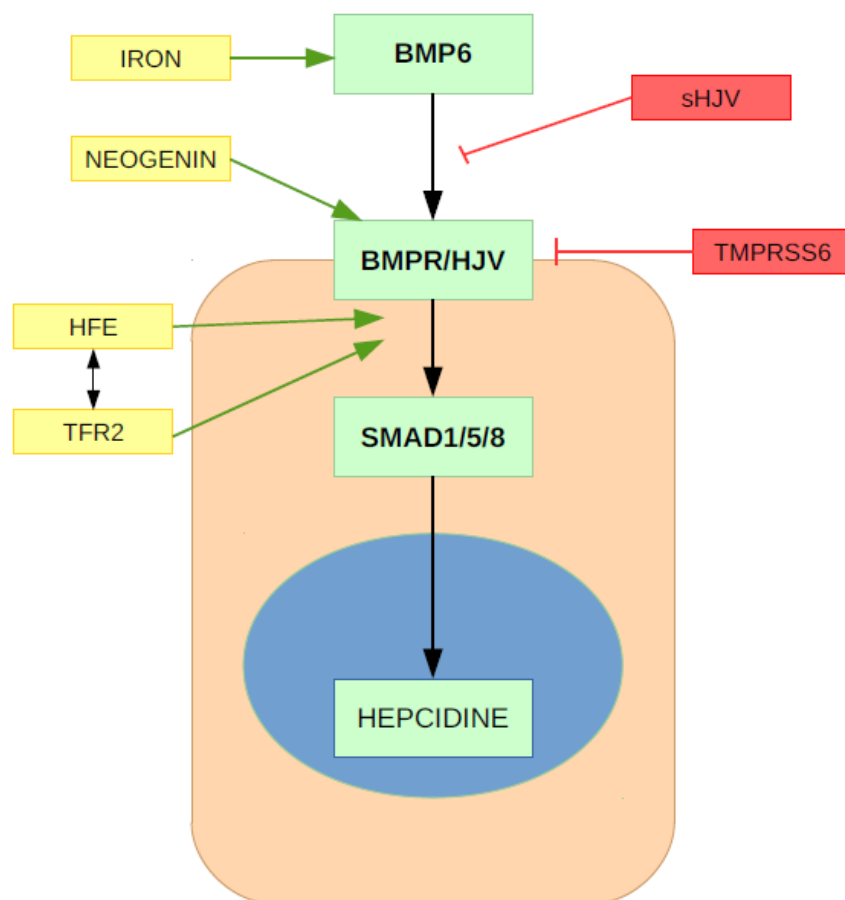 IRON
BMP6
sHJV
NEOGENIN
BMPR/HJV
TMPRSS6
HFE
TFR2
SMAD1/5/8
HEPCIDINE